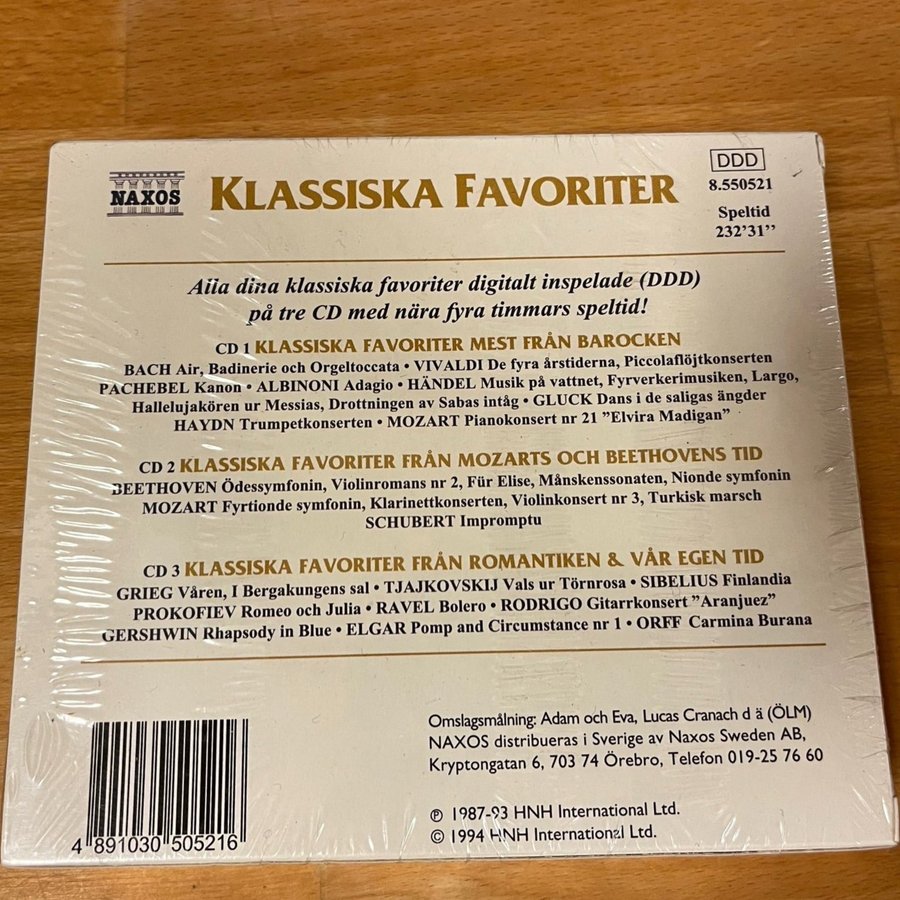 NAXOS
KLASSISKA FAVORITER
DDD
8.550521
Speltid
232'31''
Alla dina klassiska favoriter digitalt inspelade (DDD)
på tre CD med nära fyra timmars speltid!
CD 1 KLASSISKA FAVORITER MEST FRÅN BAROCKEN
BACH Air, Badinerie och Orgeltoccata • VIVALDI De fyra årstiderna, Piccolaflöjtkonserten
PACHEBEL Kanon • ALBINONI Adagio • HÄNDEL Musik på vattnet, Fyrverkerimusiken, Largo,
Hallelujakören ur Messias, Drottningen av Sabas intåg • GLUCK Dans i de saligas ängder
HAYDN Trumpetkonserten • MOZART Pianokonsert nr 21 ”Elvira Madigan”
CD 2 KLASSISKA FAVORITER FRÅN MOZARTS OCH BEETHOVENS TID
BEETHOVEN Ödessymfonin, Violinromans nr 2, Für Elise, Månskenssonaten, Nionde symfonin
MOZART Fyrtionde symfonin, Klarinettkonserten, Violinkonsert nr 3, Turkisk marsch
SCHUBERT Impromptu
CD 3 KLASSISKA FAVORITER FRÅN ROMANTIKEN & VÅR EGEN TID
GRIEG Våren, I Bergakungens sal • TJAJKOVSKIJ Vals ur Törnrosa • SIBELIUS Finlandia
PROKOFIEV Romeo och Julia • RAVEL Bolero • RODRIGO Gitarrkonsert ”Aranjuez”
GERSHWIN Rhapsody in Blue • ELGAR Pomp and Circumstance nr 1 • ORFF Carmina Burana
Omslagsmålning: Adam och Eva, Lucas Cranach d ä (ÖLM)
NAXOS distribueras i Sverige av Naxos Sweden AB,
Kryptongatan 6, 703 74 Örebro, Telefon 019-25 76 60
℗ 1987-93 HNH International Ltd.
© 1994 HNH International Ltd.
4 891030 505216